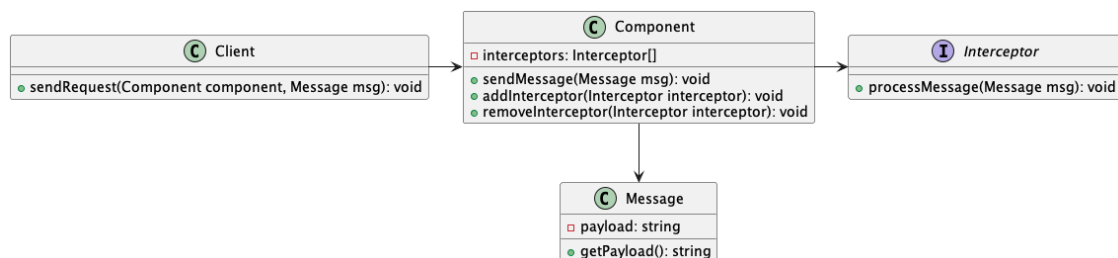 C Client
+ sendRequest(Component component, Message msg): void
C Component
interceptors: Interceptor[]
sendMessage(Message msg): void
addInterceptor(Interceptor interceptor): void
removeInterceptor(Interceptor interceptor): void
I Interceptor
processMessage(Message msg): void
C Message
payload: string
getPayload(): string